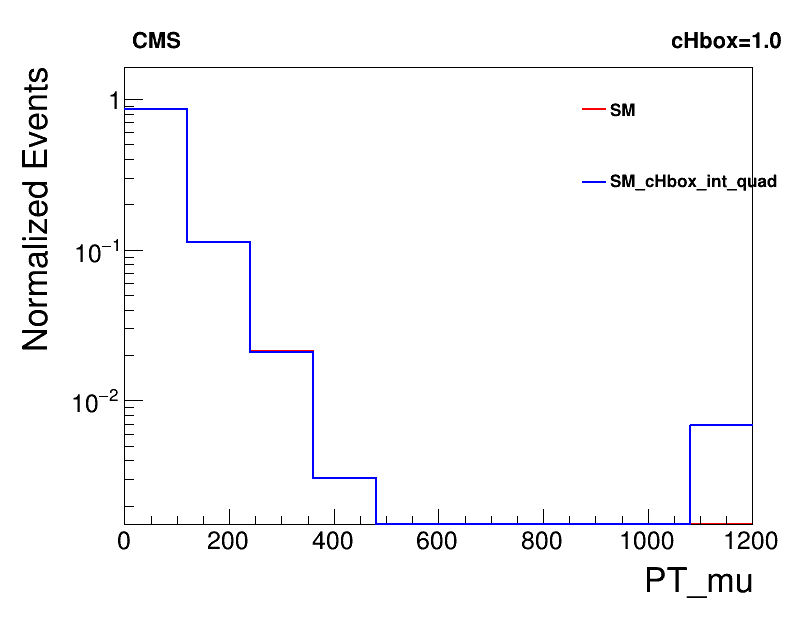 CMS
cHbox=1.0
Normalized Events
1
10⁻¹
10⁻²
SM
SM_cHbox_int_quad
0 200 400 600 800 1000 1200
PT_mu